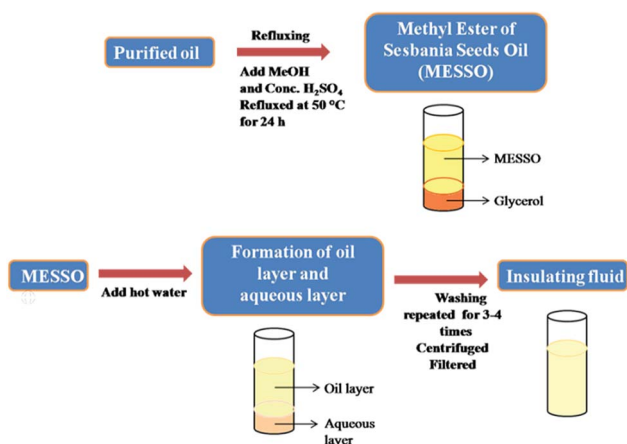 Purified oil
Refluxing
Add MeOH
and Conc. H₂SO₄
Refluxed at 50 °C
for 24 h
Methyl Ester of
Sesbania Seeds Oil
(MESSO)
MESSO
Glycerol
MESSO
Add hot water
Formation of oil
layer and
aqueous layer
Oil layer
Aqueous
layer
Washing
repeated for 3-4
times
Centrifuged
Filtered
Insulating fluid